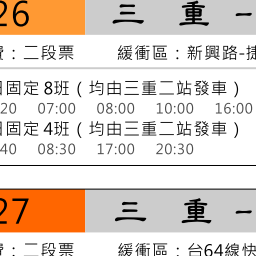 26 三重－
費：二段票 緩衝區：新興路-捷
日固定 8班（均由三重二站發車）
20 07:00 08:00 10:00 16:00
日固定 4班（均由三重二站發車）
40 08:30 17:00 20:30
27 三重－
費：二段票 緩衝區：台64線快